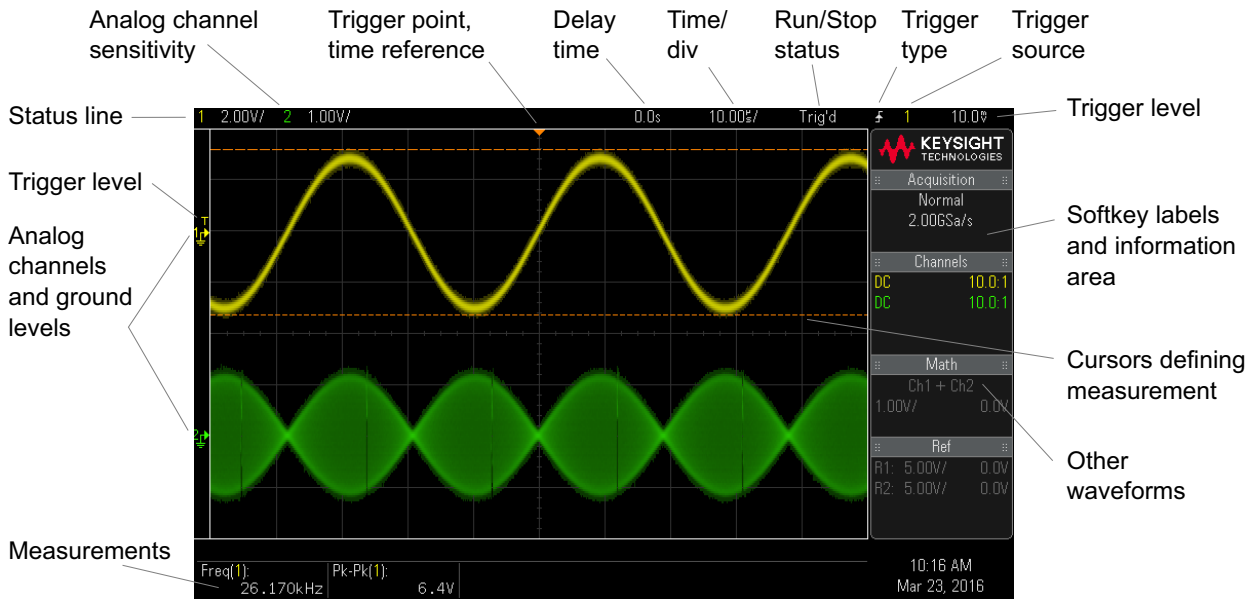 Analog channel
sensitivity
Trigger point,
time reference
Delay
time
Time/
div
Run/Stop
status
Trigger
type
Trigger
source
Status line
1 2.00V/ 2 1.00V/ 0.0s 10.00µs/ Trig'd 1 10.0mV
Trigger level
KEYSIGHT
TECHNOLOGIES
Acquisition
Normal
2.00GSa/s
Channels
DC 10.0:1
DC 10.0:1
Math
Ch1 + Ch2
1.00V/ 0.0V
Ref
R1: 5.00V/ 0.0V
R2: 5.00V/ 0.0V
Trigger level
T
1
Analog
channels
and ground
levels
2
Softkey labels
and information
area
Cursors defining
measurement
Other
waveforms
Measurements
Freq(1): Pk-Pk(1):
26.170kHz 6.4V
10:16 AM
Mar 23, 2016